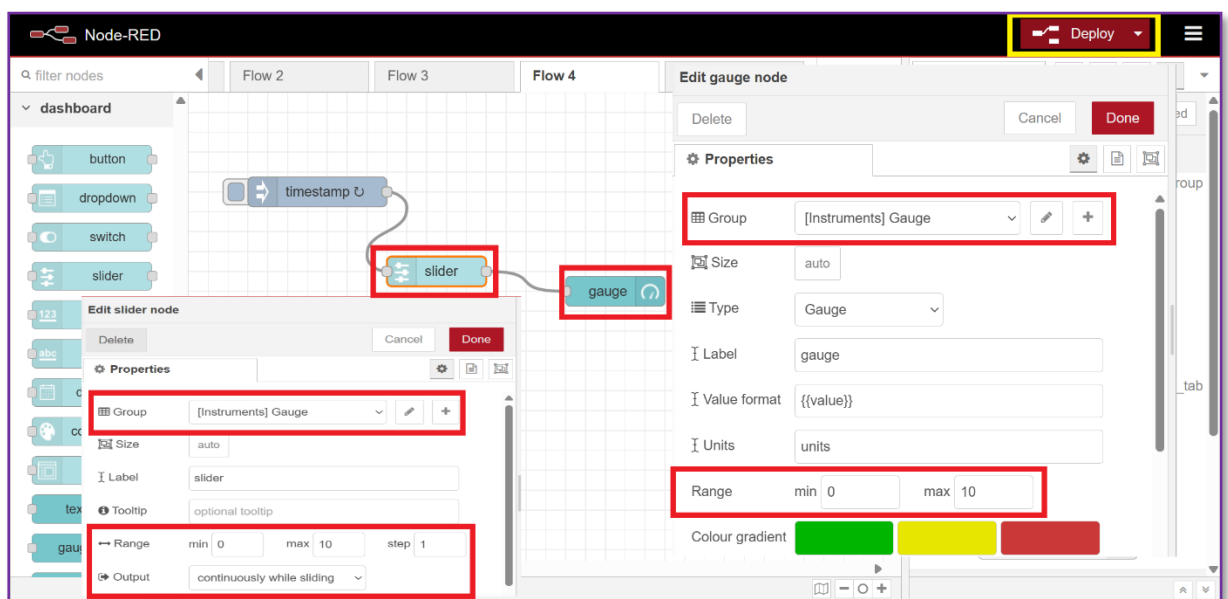 Node-RED
Deploy
filter nodes
Flow 2
Flow 3
Flow 4
dashboard
button
dropdown
switch
slider
123
abc
timestamp ↻
slider
gauge
Edit slider node
Delete
Cancel
Done
Properties
Group [Instruments] Gauge
Size auto
Label slider
Tooltip optional tooltip
Range min 0 max 10 step 1
Output continuously while sliding
Edit gauge node
Delete
Cancel
Done
Properties
Group [Instruments] Gauge
Size auto
Type Gauge
Label gauge
Value format {{value}}
Units units
Range min 0 max 10
Colour gradient